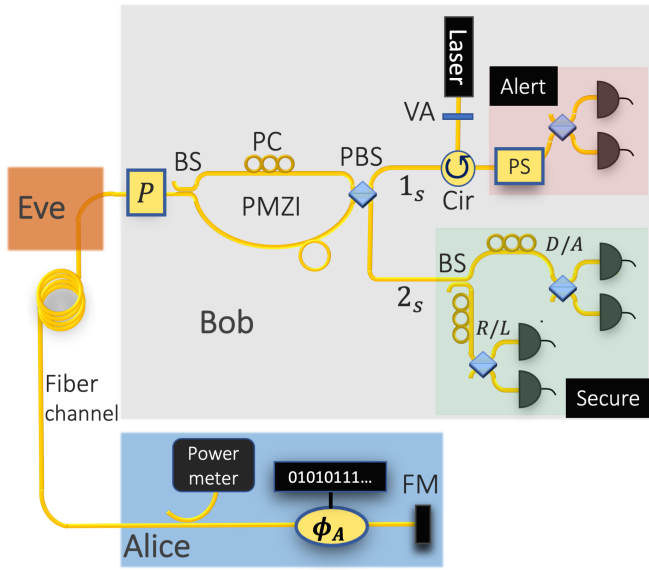 Laser
Alert
VA
PC
BS
PBS
PS
P
1s
Cir
Eve
PMZI
D/A
BS
2s
R/L
Bob
Fiber
channel
Secure
Power
meter
01010111...
FM
ϕA
Alice